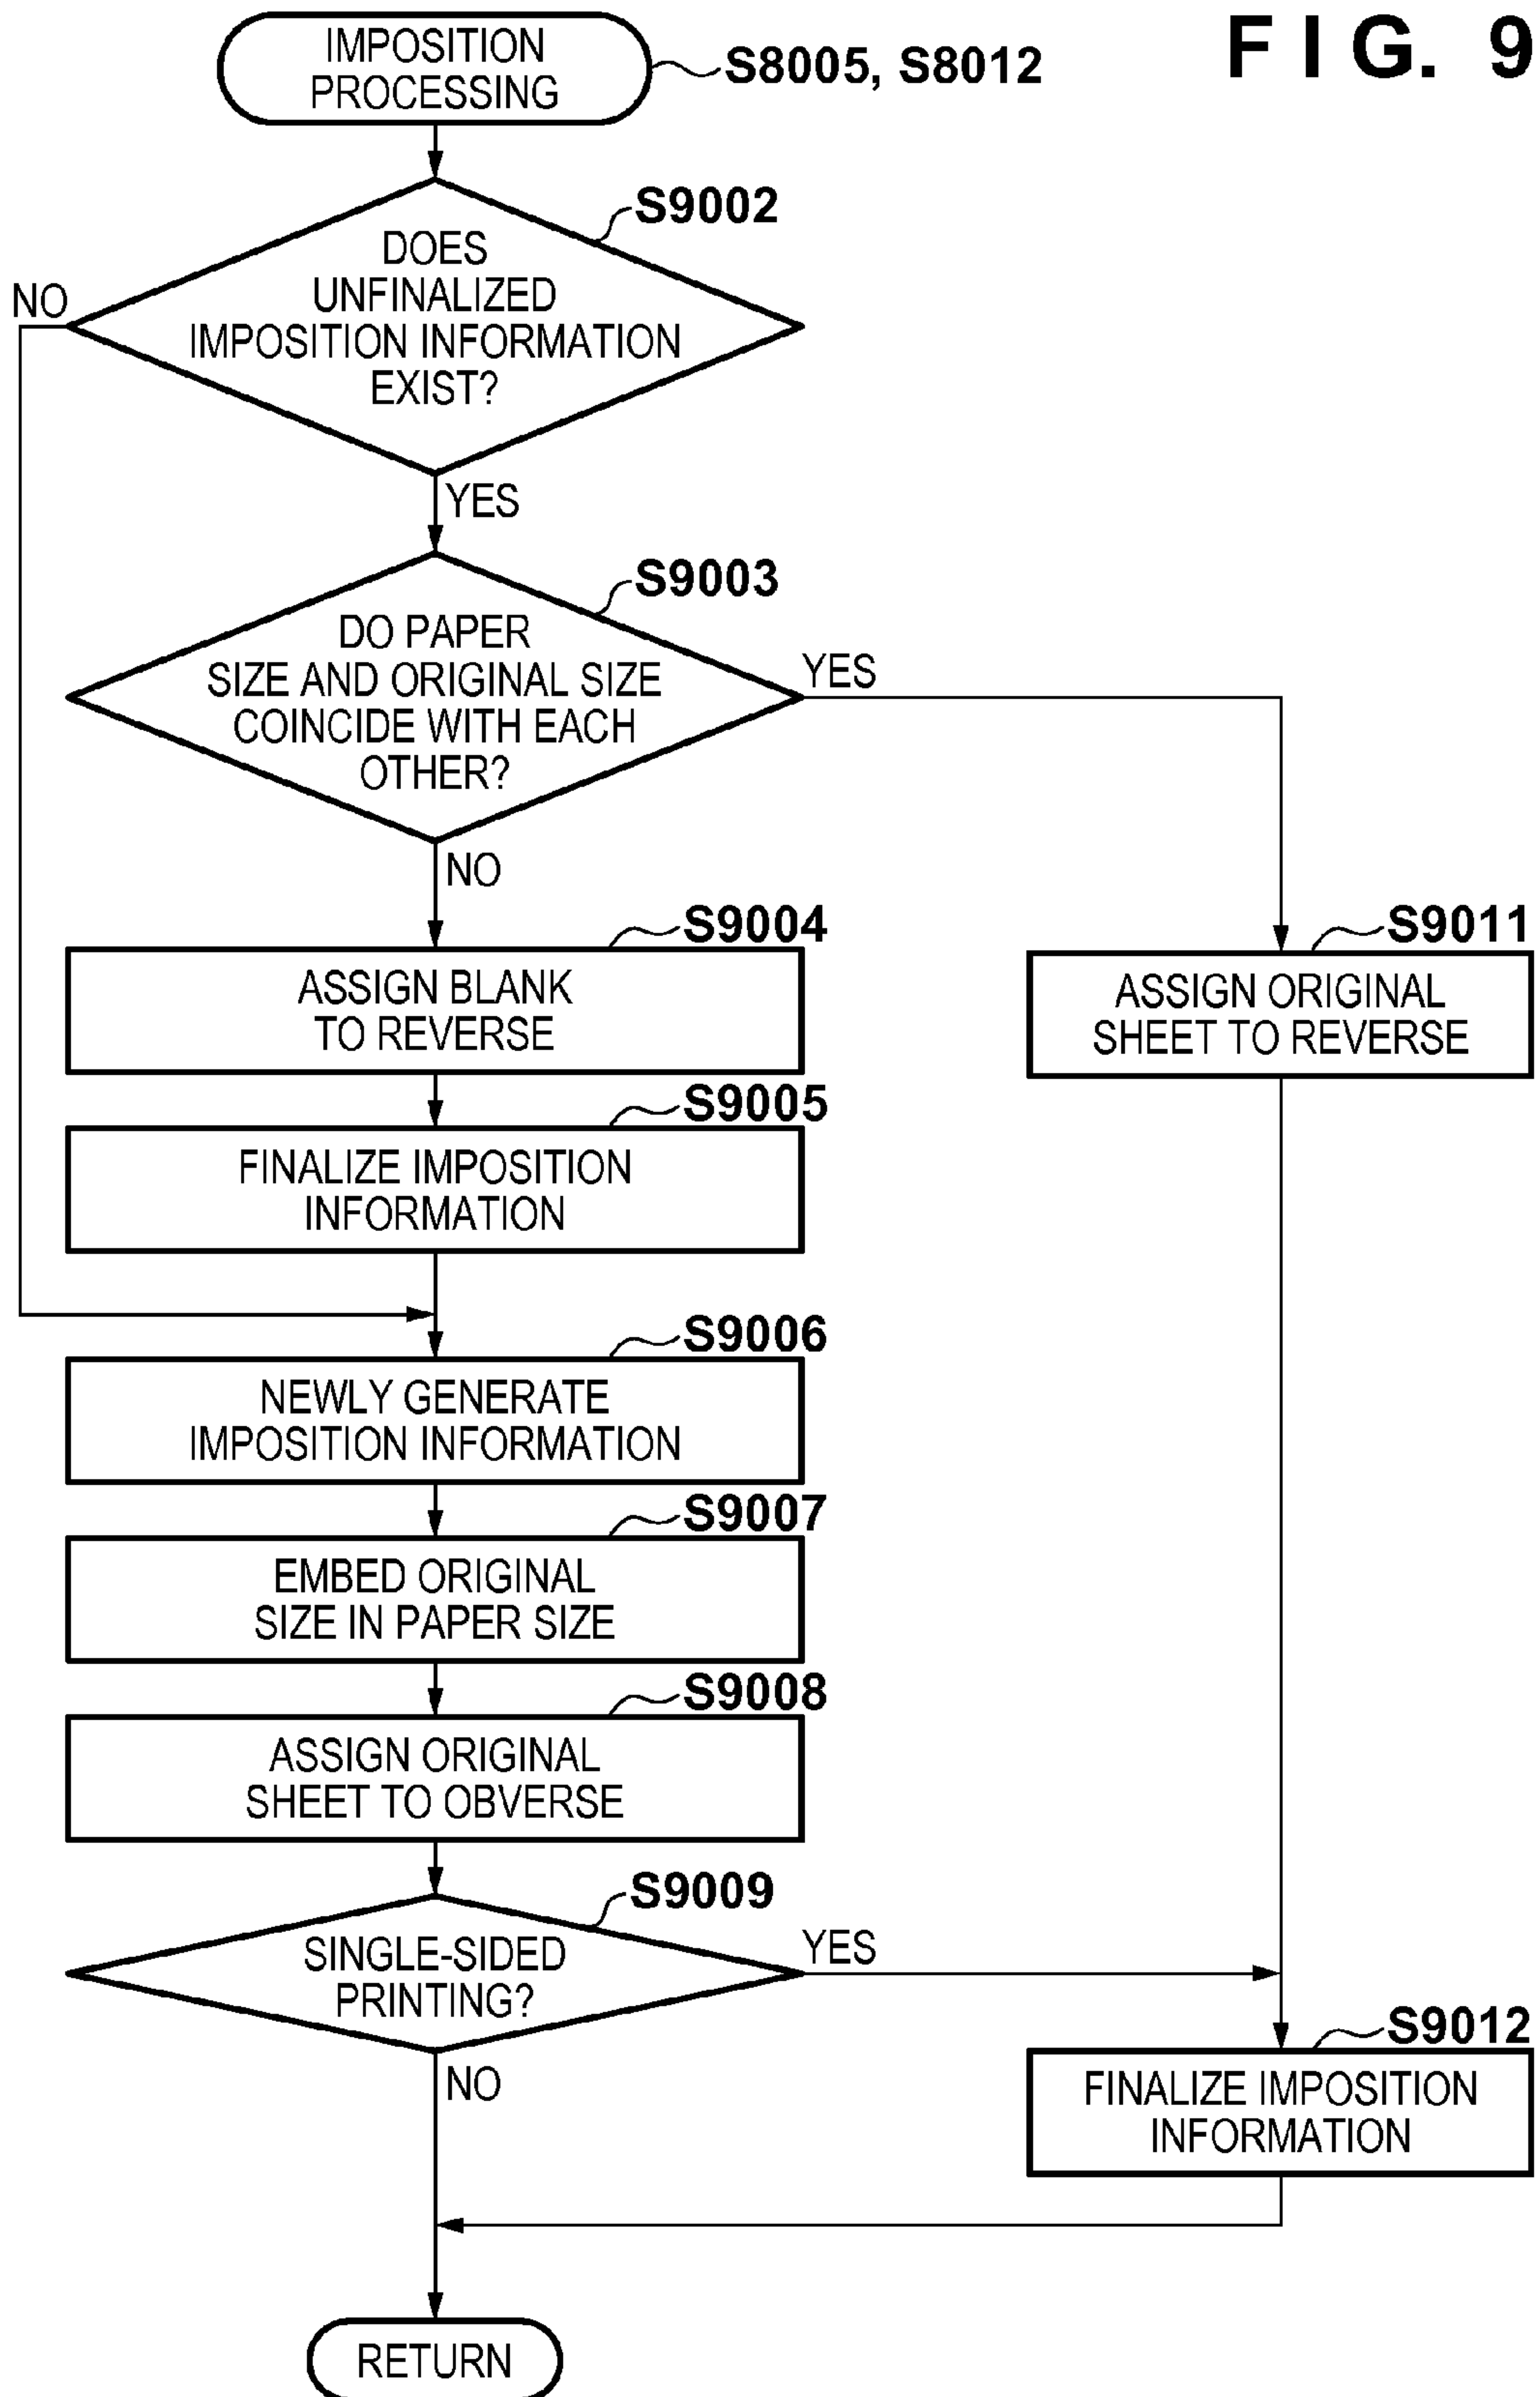 FIG. 9
IMPOSITION
PROCESSING
S8005, S8012
S9002
DOES
UNFINALIZED
IMPOSITION INFORMATION
EXIST?
NO
YES
S9003
DO PAPER
SIZE AND ORIGINAL SIZE
COINCIDE WITH EACH
OTHER?
YES
NO
S9004
ASSIGN BLANK
TO REVERSE
S9011
ASSIGN ORIGINAL
SHEET TO REVERSE
S9005
FINALIZE IMPOSITION
INFORMATION
S9006
NEWLY GENERATE
IMPOSITION INFORMATION
S9007
EMBED ORIGINAL
SIZE IN PAPER SIZE
S9008
ASSIGN ORIGINAL
SHEET TO OBVERSE
S9009
SINGLE-SIDED
PRINTING?
YES
NO
S9012
FINALIZE IMPOSITION
INFORMATION
RETURN